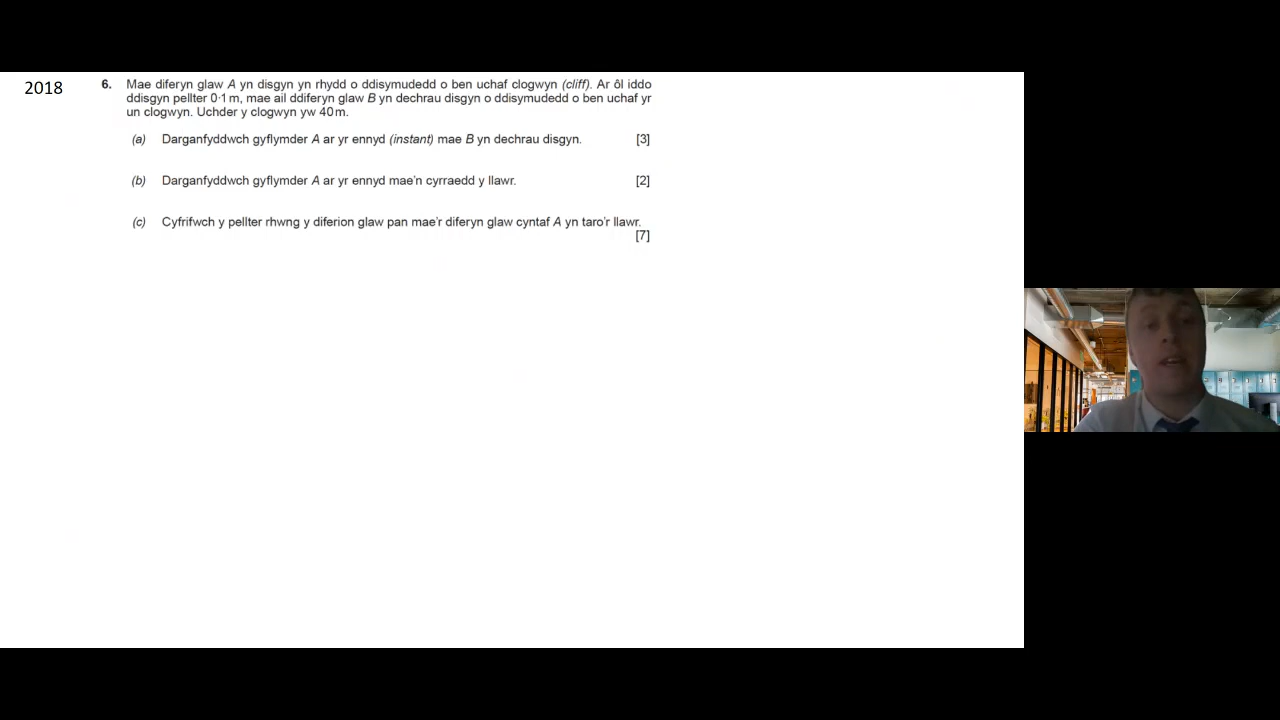 2018
6. Mae diferyn glaw A yn disgyn yn rhydd o ddisymudedd o ben uchaf clogwyn (cliff). Ar ôl iddo
ddisgyn pellter 0·1 m, mae ail ddiferyn glaw B yn dechrau disgyn o ddisymudedd o ben uchaf yr
un clogwyn. Uchder y clogwyn yw 40 m.
(a) Darganfyddwch gyflymder A ar yr ennyd (instant) mae B yn dechrau disgyn. [3]
(b) Darganfyddwch gyflymder A ar yr ennyd mae'n cyrraedd y llawr. [2]
(c) Cyfrifwch y pellter rhwng y diferion glaw pan mae'r diferyn glaw cyntaf A yn taro'r llawr.
[7]